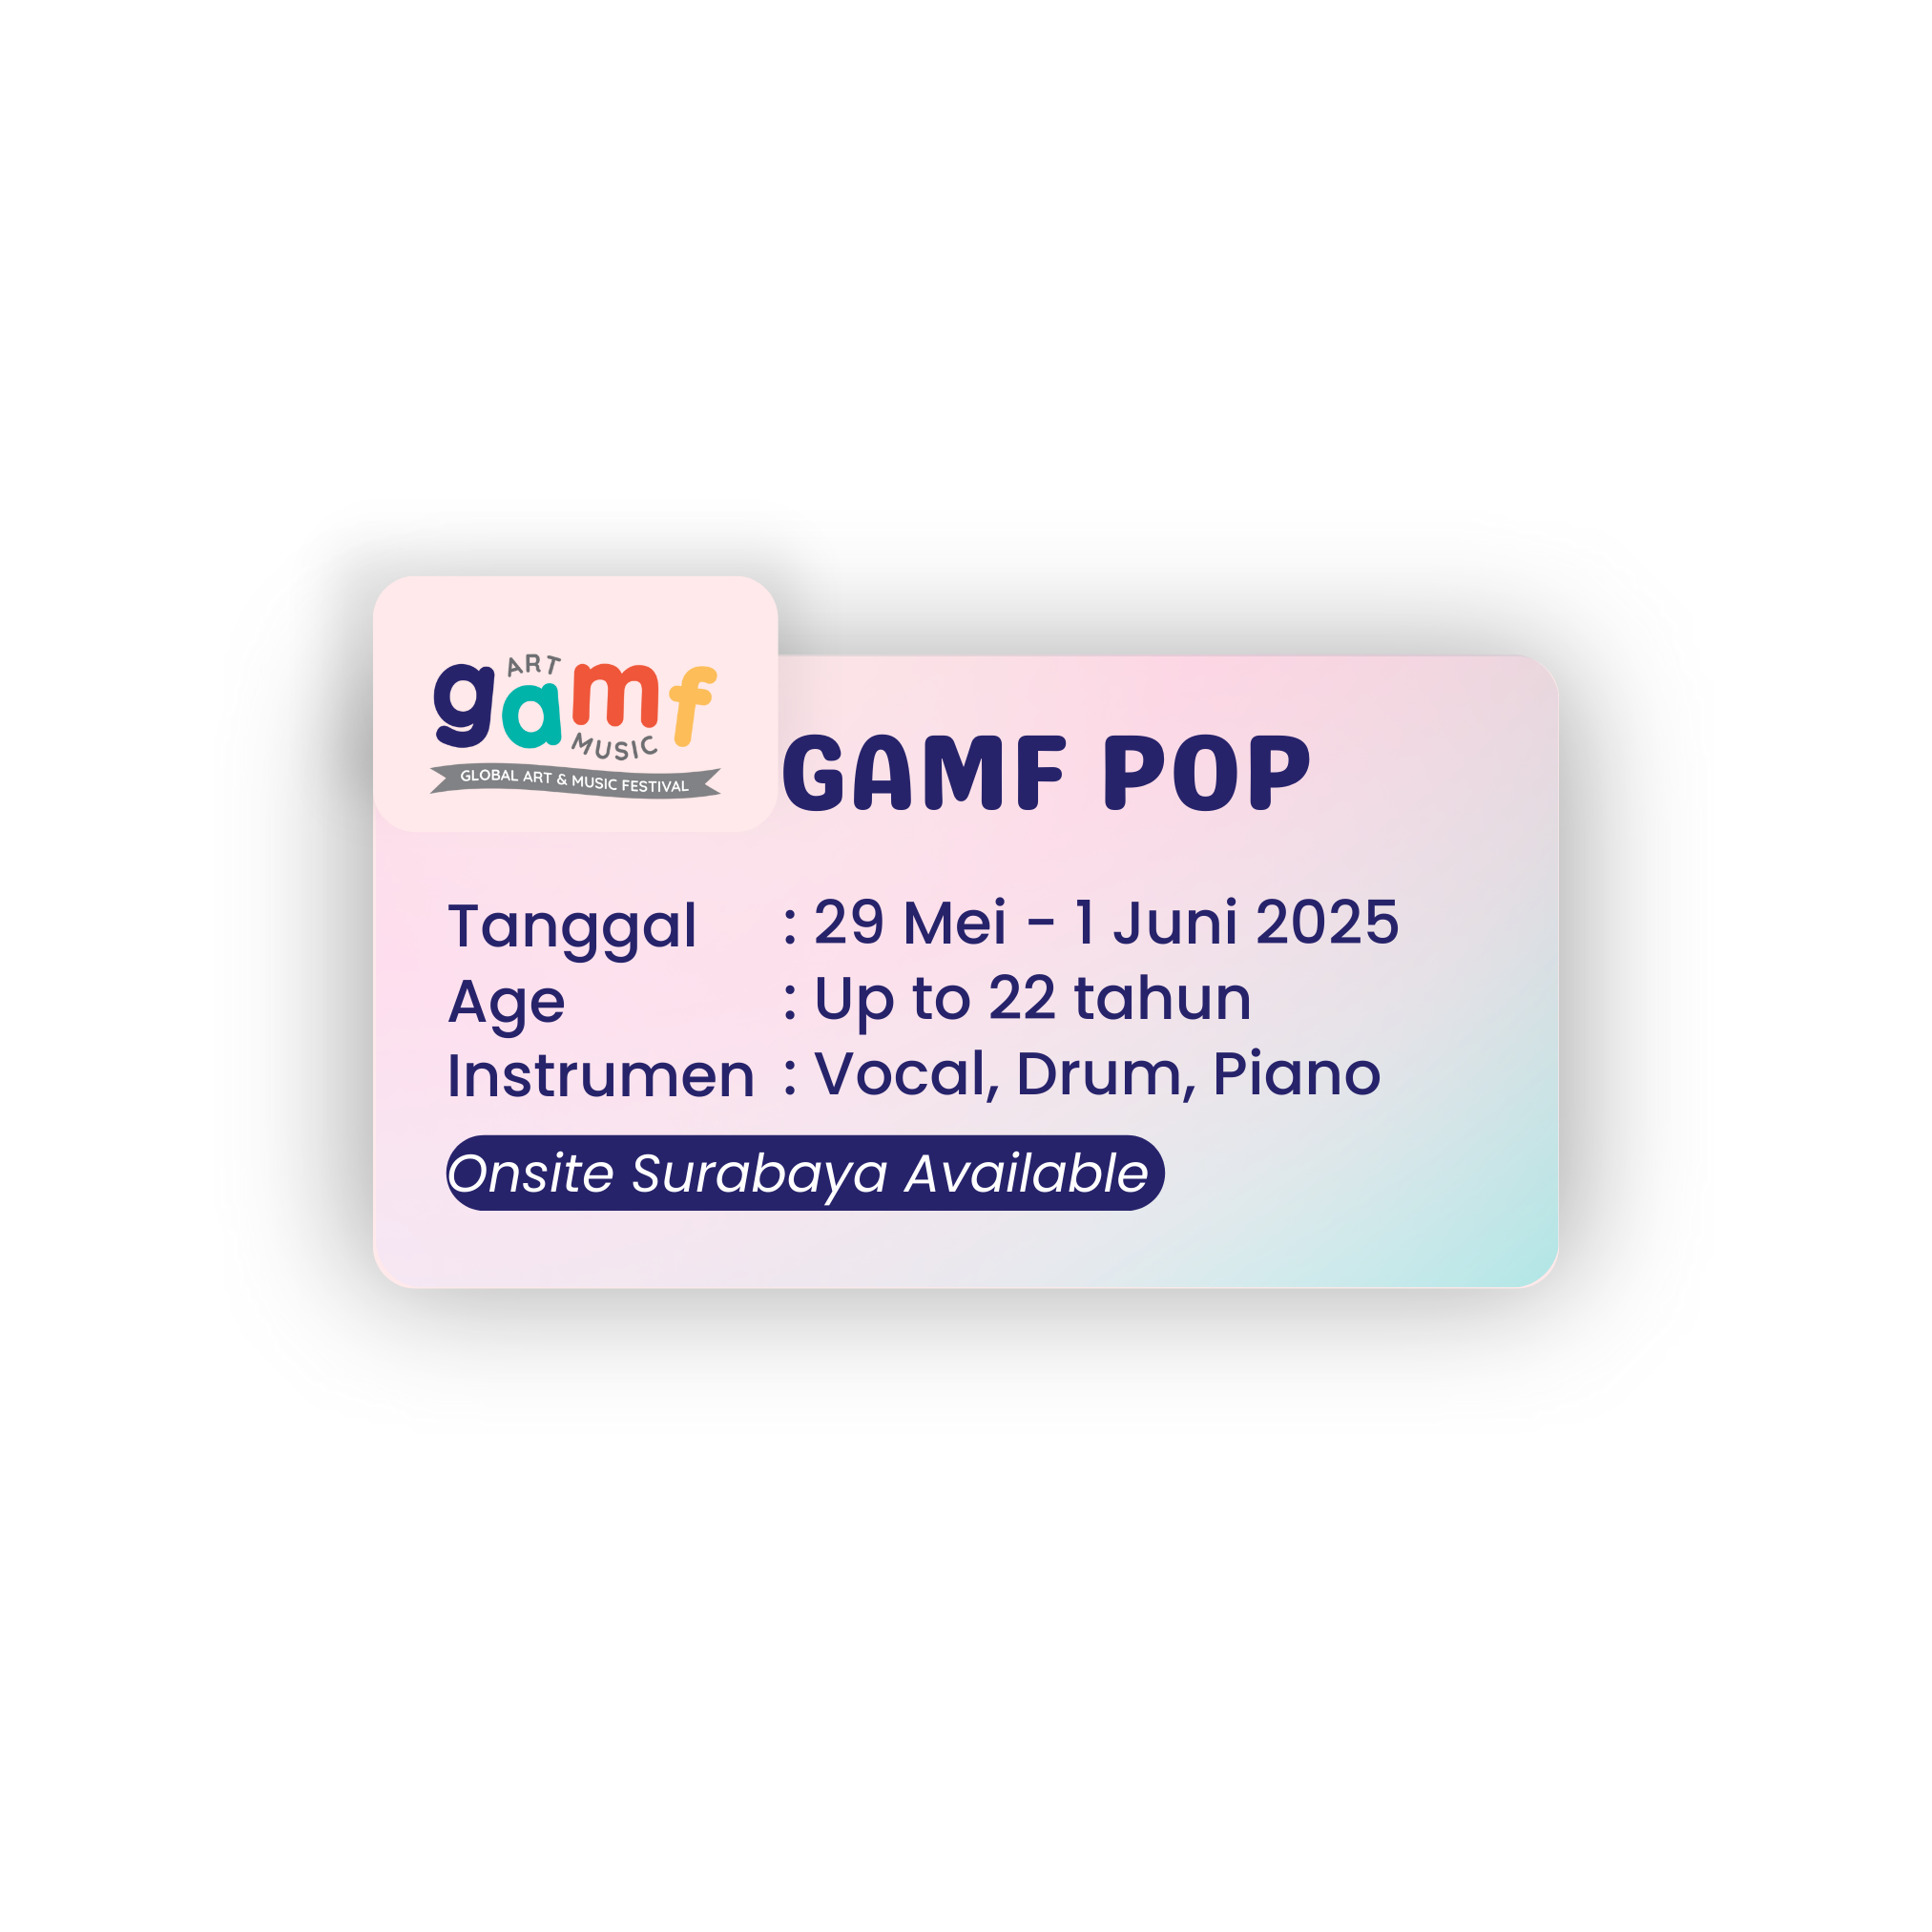 ART
gamf
MUSIC
GLOBAL ART & MUSIC FESTIVAL
GAMF POP
Tanggal : 29 Mei - 1 Juni 2025
Age : Up to 22 tahun
Instrumen : Vocal, Drum, Piano
Onsite Surabaya Available